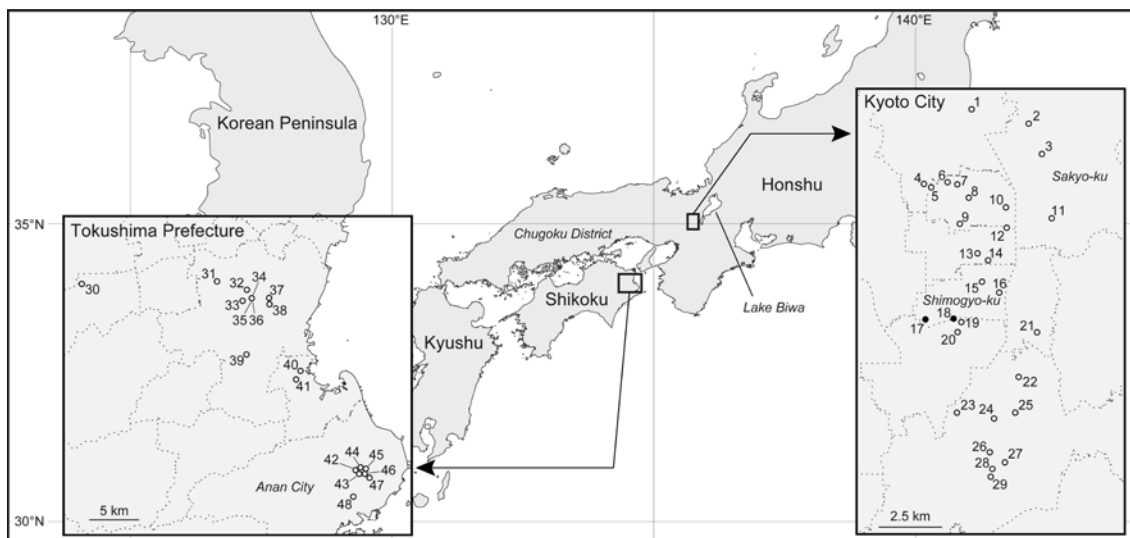 130°E
140°E
Korean Peninsula
Honshu
Chugoku District
35°N
Shikoku
Lake Biwa
Kyushu
30°N
Kyoto City
1
2
3
Sakyo-ku
4
5
6
7
8
9
10
11
12
13
14
15
16
Shimogyo-ku
17
18
19
20
21
22
23
24
25
26
27
28
29
2.5 km
Tokushima Prefecture
30
31
32
33
34
35
36
37
38
39
40
41
42
43
44
45
46
47
48
Anan City
5 km